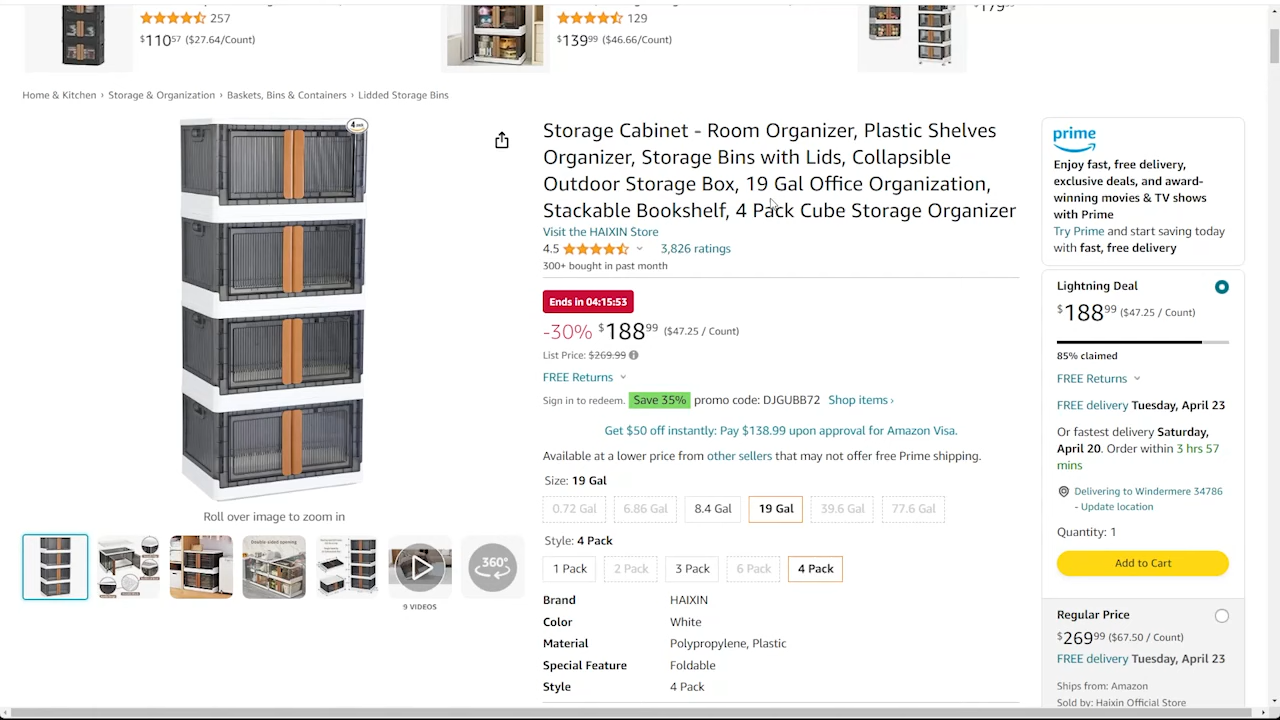 257
$110 57 ($27.64/Count)
129
$139 99 ($46.66/Count)
Home & Kitchen › Storage & Organization › Baskets, Bins & Containers › Lidded Storage Bins
4
Storage Cabinet - Room Organizer, Plastic Shelves
Organizer, Storage Bins with Lids, Collapsible
Outdoor Storage Box, 19 Gal Office Organization,
Stackable Bookshelf, 4 Pack Cube Storage Organizer
Visit the HAIXIN Store
4.5 3,826 ratings
300+ bought in past month
Ends in 04:15:53
-30% $188 99 ($47.25 / Count)
List Price: $269.99
FREE Returns
Sign in to redeem. Save 35% promo code: DJGUBB72 Shop items ›
Get $50 off instantly: Pay $138.99 upon approval for Amazon Visa.
Available at a lower price from other sellers that may not offer free Prime shipping.
Size: 19 Gal
0.72 Gal 6.86 Gal 8.4 Gal 19 Gal 39.6 Gal 77.6 Gal
Style: 4 Pack
1 Pack 2 Pack 3 Pack 6 Pack 4 Pack
Brand HAIXIN
Color White
Material Polypropylene, Plastic
Special Feature Foldable
Style 4 Pack
Roll over image to zoom in
Double-sided opening
360°
9 VIDEOS
prime
Enjoy fast, free delivery,
exclusive deals, and award-
winning movies & TV shows
with Prime
Try Prime and start saving today
with fast, free delivery
Lightning Deal
$188 99 ($47.25 / Count)
85% claimed
FREE Returns
FREE delivery Tuesday, April 23
Or fastest delivery Saturday,
April 20. Order within 3 hrs 57
mins
Delivering to Windermere 34786
- Update location
Quantity: 1
Add to Cart
Regular Price
$269 99 ($67.50 / Count)
FREE delivery Tuesday, April 23
Ships from: Amazon
Sold by: Haixin Official Store